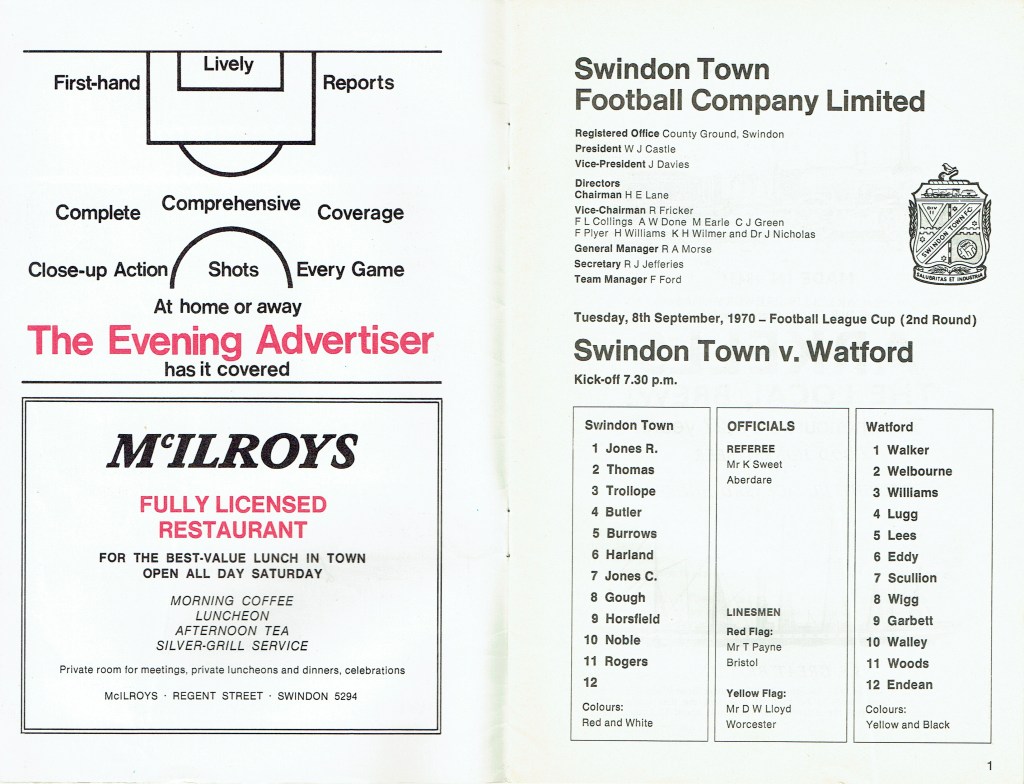 Lively
First-hand
Reports
Complete
Comprehensive
Coverage
Close-up Action
Shots
Every Game
At home or away
The Evening Advertiser
has it covered
McILROYS
FULLY LICENSED
RESTAURANT
FOR THE BEST-VALUE LUNCH IN TOWN
OPEN ALL DAY SATURDAY
MORNING COFFEE
LUNCHEON
AFTERNOON TEA
SILVER-GRILL SERVICE
Private room for meetings, private luncheons and dinners, celebrations
McILROYS · REGENT STREET · SWINDON 5294
Swindon Town
Football Company Limited
Registered Office County Ground, Swindon
President W J Castle
Vice-President J Davies
Directors
Chairman H E Lane
Vice-Chairman R Fricker
F L Collings A W Done M Earle C J Green
F Plyer H Williams K H Wilmer and Dr J Nicholas
General Manager R A Morse
Secretary R J Jefferies
Team Manager F Ford
DIV
II
SWINDON TOWN FC
SALUBRITAS ET INDUSTRIA
Tuesday, 8th September, 1970 – Football League Cup (2nd Round)
Swindon Town v. Watford
Kick-off 7.30 p.m.
Swindon Town
1 Jones R.
2 Thomas
3 Trollope
4 Butler
5 Burrows
6 Harland
7 Jones C.
8 Gough
9 Horsfield
10 Noble
11 Rogers
12
Colours:
Red and White
OFFICIALS
REFEREE
Mr K Sweet
Aberdare
LINESMEN
Red Flag:
Mr T Payne
Bristol
Yellow Flag:
Mr D W Lloyd
Worcester
Watford
1 Walker
2 Welbourne
3 Williams
4 Lugg
5 Lees
6 Eddy
7 Scullion
8 Wigg
9 Garbett
10 Walley
11 Woods
12 Endean
Colours:
Yellow and Black
1